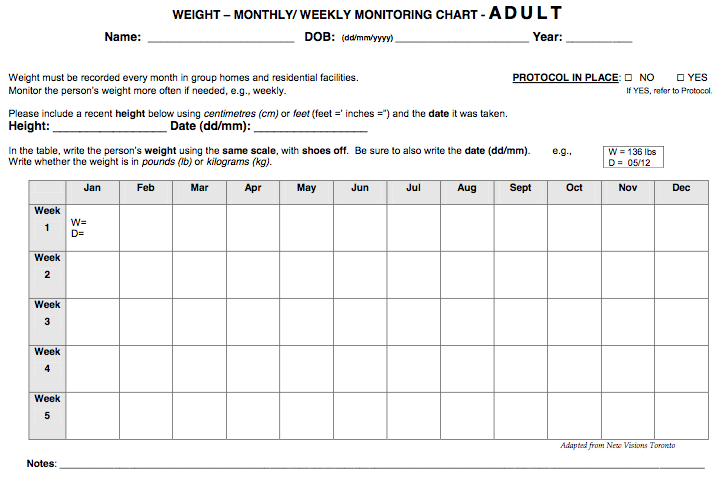 WEIGHT – MONTHLY/ WEEKLY MONITORING CHART - ADULT
Name: ____________________ DOB: (dd/mm/yyyy)____________________ Year: __________
Weight must be recorded every month in group homes and residential facilities. PROTOCOL IN PLACE: ☐ NO ☐ YES
Monitor the person's weight more often if needed, e.g., weekly. If YES, refer to Protocol.
Please include a recent height below using centimetres (cm) or feet (feet =' inches =") and the date it was taken.
Height: _________________ Date (dd/mm): _________________
In the table, write the person's weight using the same scale, with shoes off. Be sure to also write the date (dd/mm). e.g., W = 136 lbs
Write whether the weight is in pounds (lb) or kilograms (kg). D = 05/12
Jan Feb Mar Apr May Jun Jul Aug Sept Oct Nov Dec
Week
1
W=
D=
Week
2
Week
3
Week
4
Week
5
Adapted from New Visions Toronto
Notes: ____________________